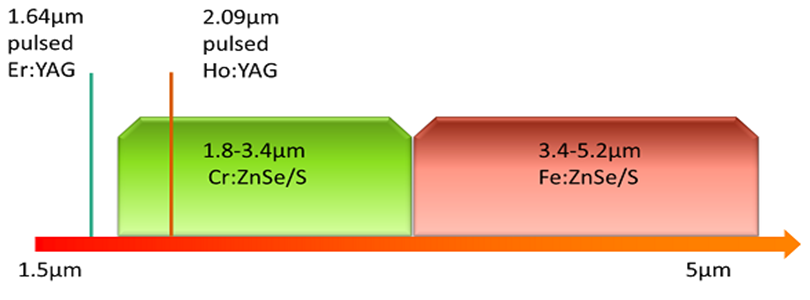 1.64µm
pulsed
Er:YAG
2.09µm
pulsed
Ho:YAG
1.8-3.4µm
Cr:ZnSe/S
3.4-5.2µm
Fe:ZnSe/S
1.5µm
5µm